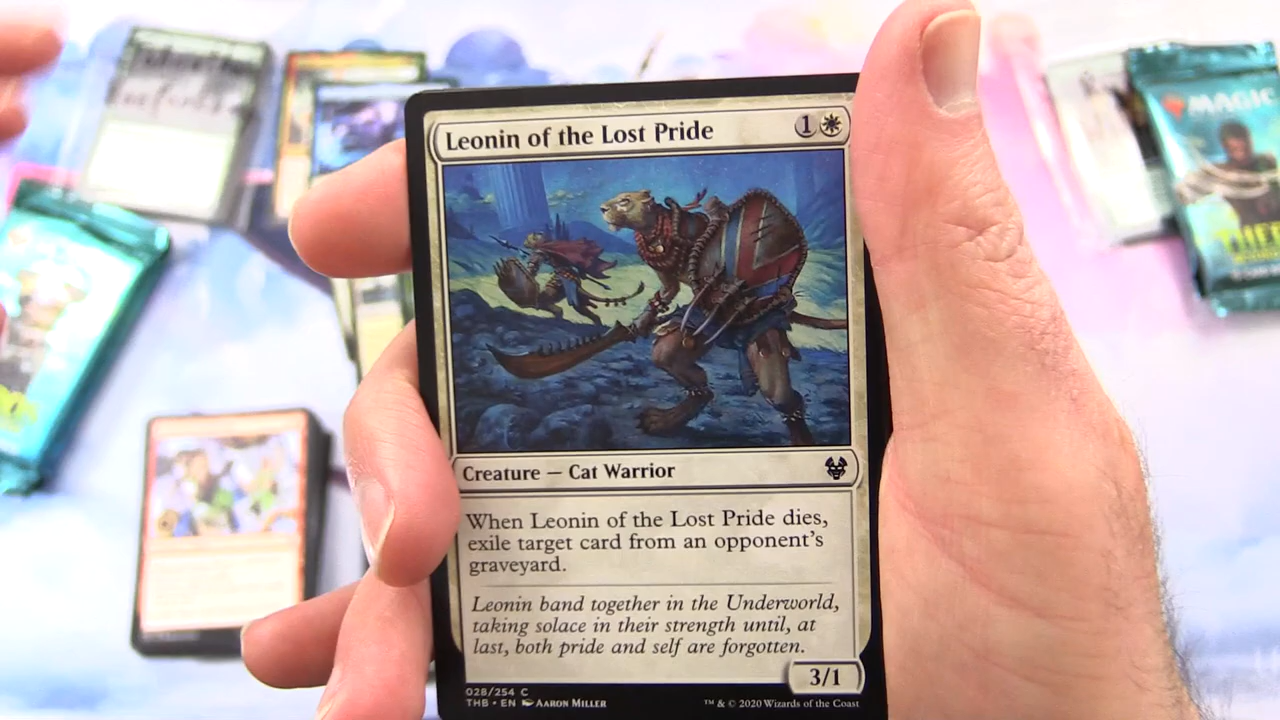 Leonin of the Lost Pride 1
Creature — Cat Warrior
When Leonin of the Lost Pride dies,
exile target card from an opponent's
graveyard.
Leonin band together in the Underworld,
taking solace in their strength until, at
last, both pride and self are forgotten.
3/1
028/254 C
THB • EN AARON MILLER
™ & © 2020 Wizards of the Coast
MAGIC